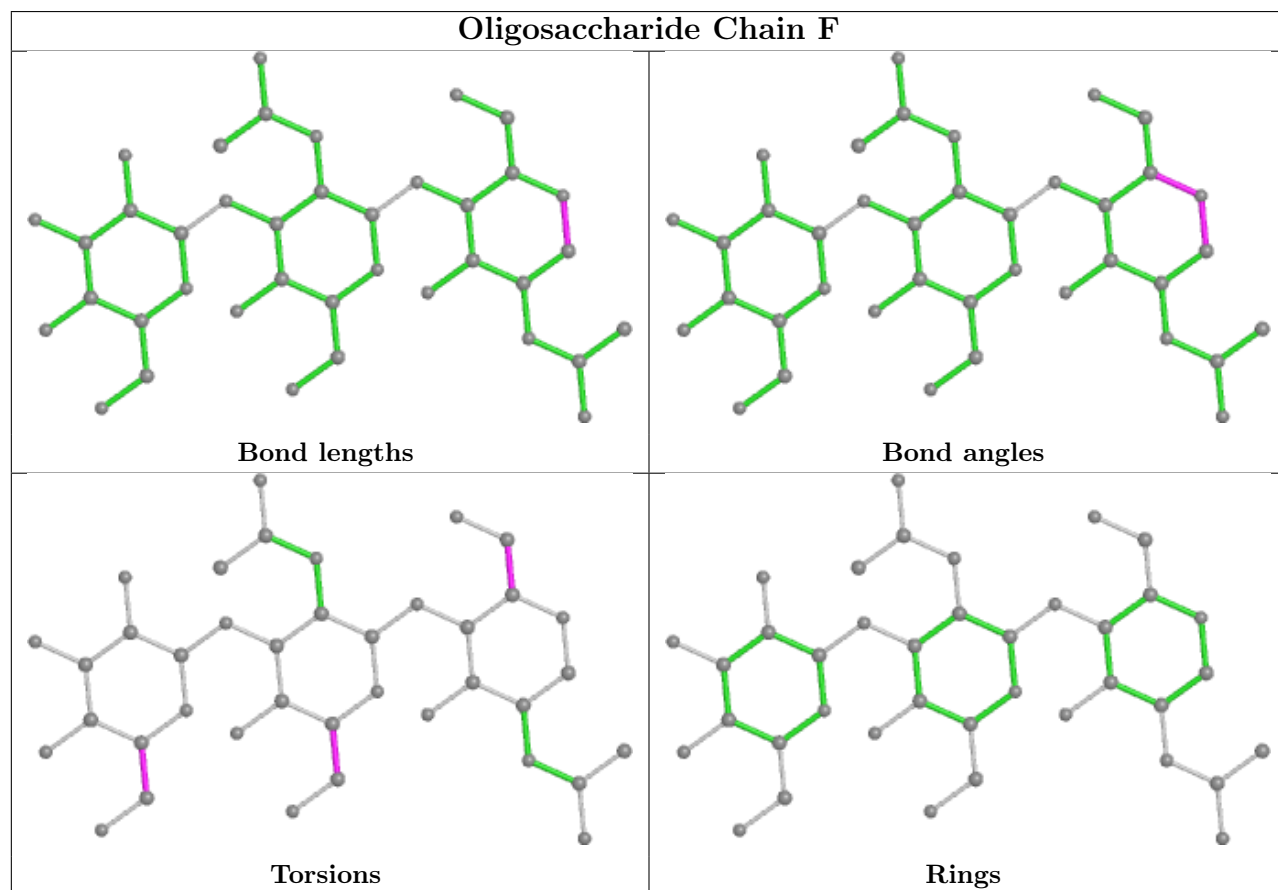 Oligosaccharide Chain F
Bond lengths
Bond angles
Torsions
Rings